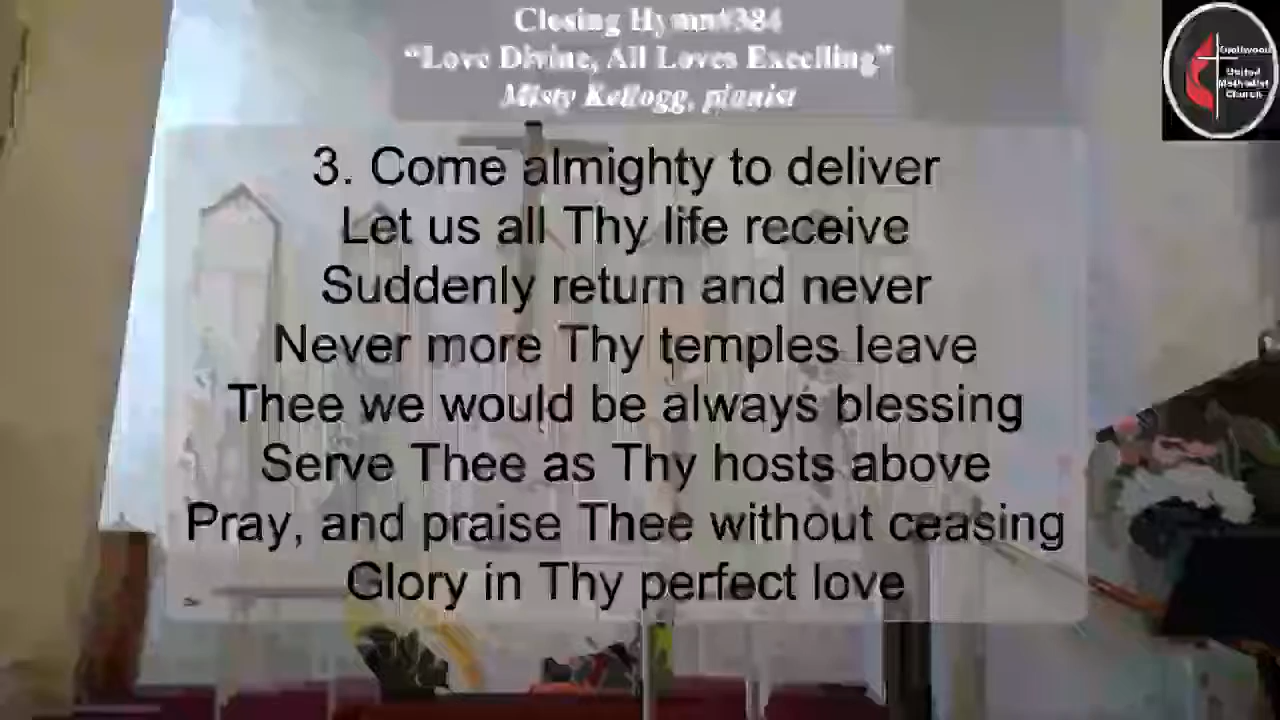 Closing Hymn#384
“Love Divine, All Loves Excelling”
Misty Kellogg, pianist
United
Methodist
Church
3. Come almighty to deliver
Let us all Thy life receive
Suddenly return and never
Never more Thy temples leave
Thee we would be always blessing
Serve Thee as Thy hosts above
Pray, and praise Thee without ceasing
Glory in Thy perfect love